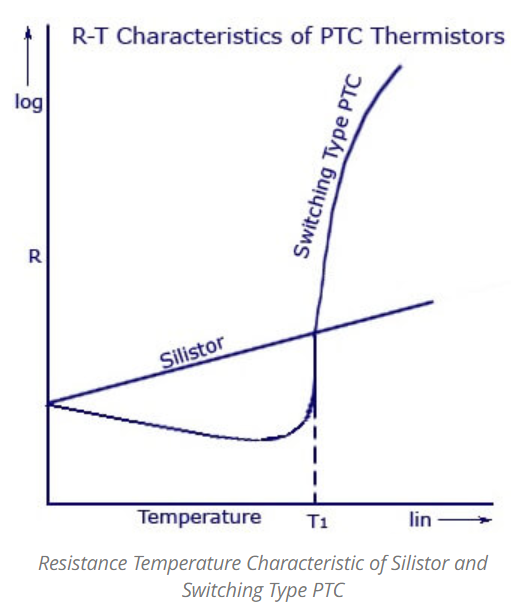 R-T Characteristics of PTC Thermistors
log
Switching Type PTC
R
Silistor
Temperature
T1
lin
Resistance Temperature Characteristic of Silistor and
Switching Type PTC